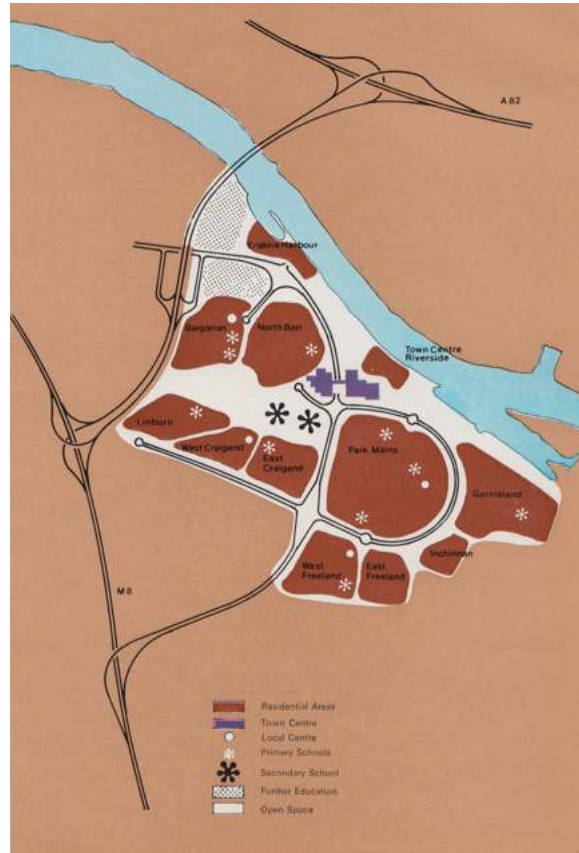 A 82
Erskine Harbour
Bargarran
North Barr
Town Centre
Riverside
Linburn
West Craigend
East
Craigend
Park Mains
Garnieland
Inchinnan
West
Freeland
East
Freeland
M 8
Residential Areas
Town Centre
Local Centre
Primary Schools
Secondary School
Further Education
Open Space